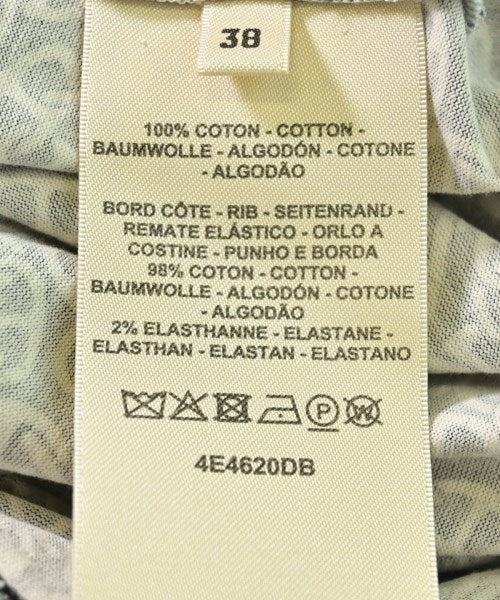 38
100% COTON - COTTON -
BAUMWOLLE - ALGODÓN - COTONE
- ALGODÃO
BORD CÔTE - RIB - SEITENRAND -
REMATE ELÁSTICO - ORLO A
COSTINE - PUNHO E BORDA
98% COTON - COTTON -
BAUMWOLLE - ALGODÓN - COTONE
- ALGODÃO
2% ELASTHANNE - ELASTANE -
ELASTHAN - ELASTAN - ELASTANO
P W
4E4620DB